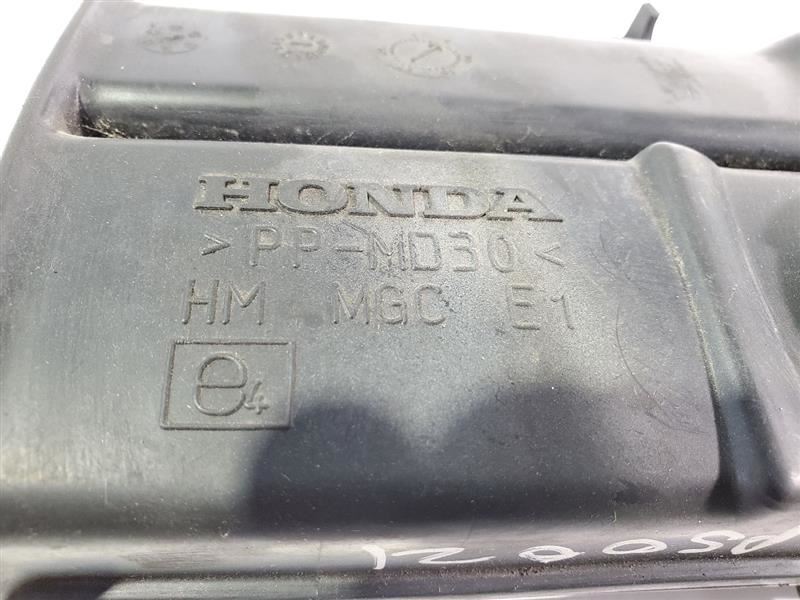 HONDA
>PP-MD30<
HM MGC E1
e4